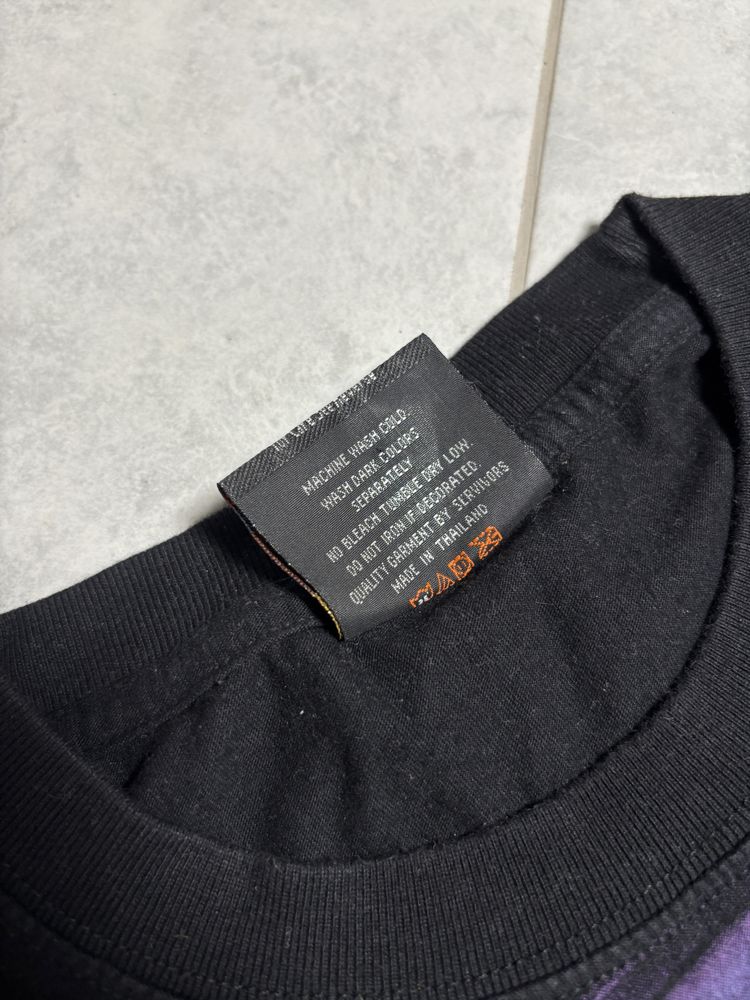 MACHINE WASH COLD.
WASH DARK COLORS
SEPARATELY
NO BLEACH TUMBLE DRY LOW.
DO NOT IRON IF DECORATED.
QUALITY GARMENT BY SERVIVORS
MADE IN THAILAND